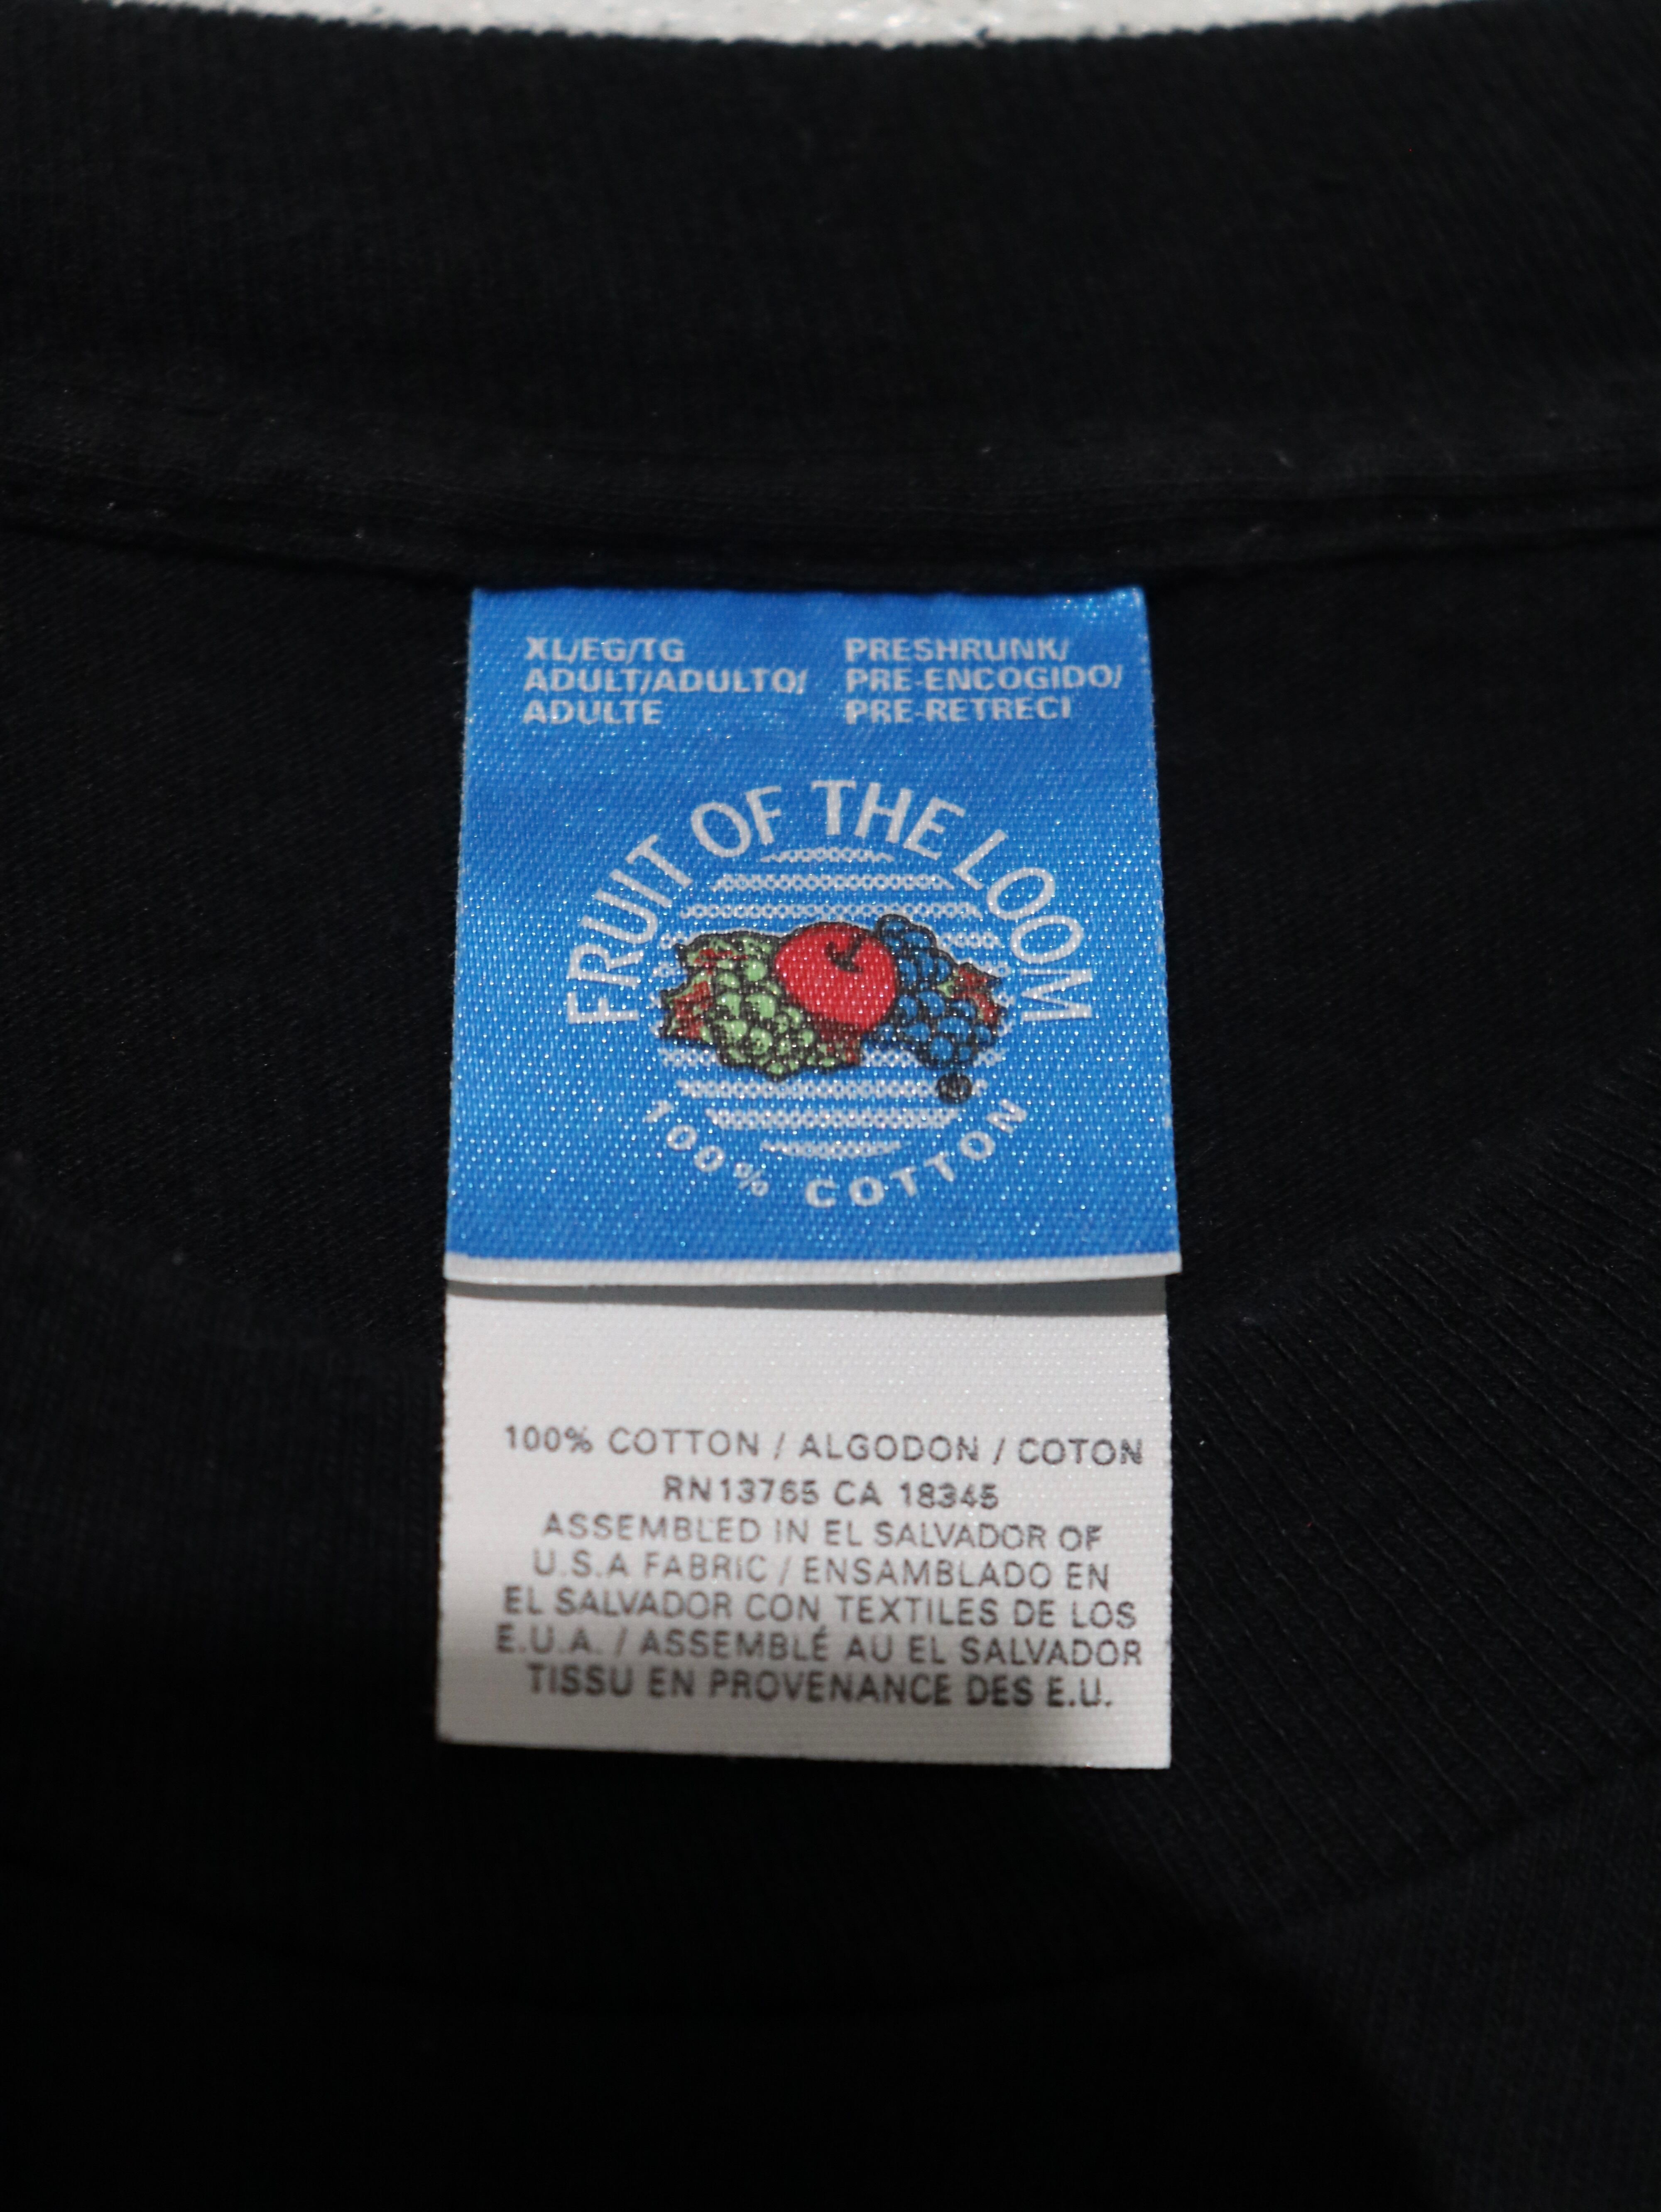 XL/EG/TG
ADULT/ADULTO/
ADULTE
PRESHRUNK/
PRE-ENCOGIDO/
PRE-RETRECI
FRUIT OF THE LOOM
100% COTTON
100% COTTON / ALGODON / COTON
RN13765 CA 18345
ASSEMBLED IN EL SALVADOR OF
U.S.A FABRIC / ENSAMBLADO EN
EL SALVADOR CON TEXTILES DE LOS
E.U.A. / ASSEMBLÉ AU EL SALVADOR
TISSU EN PROVENANCE DES E.U.